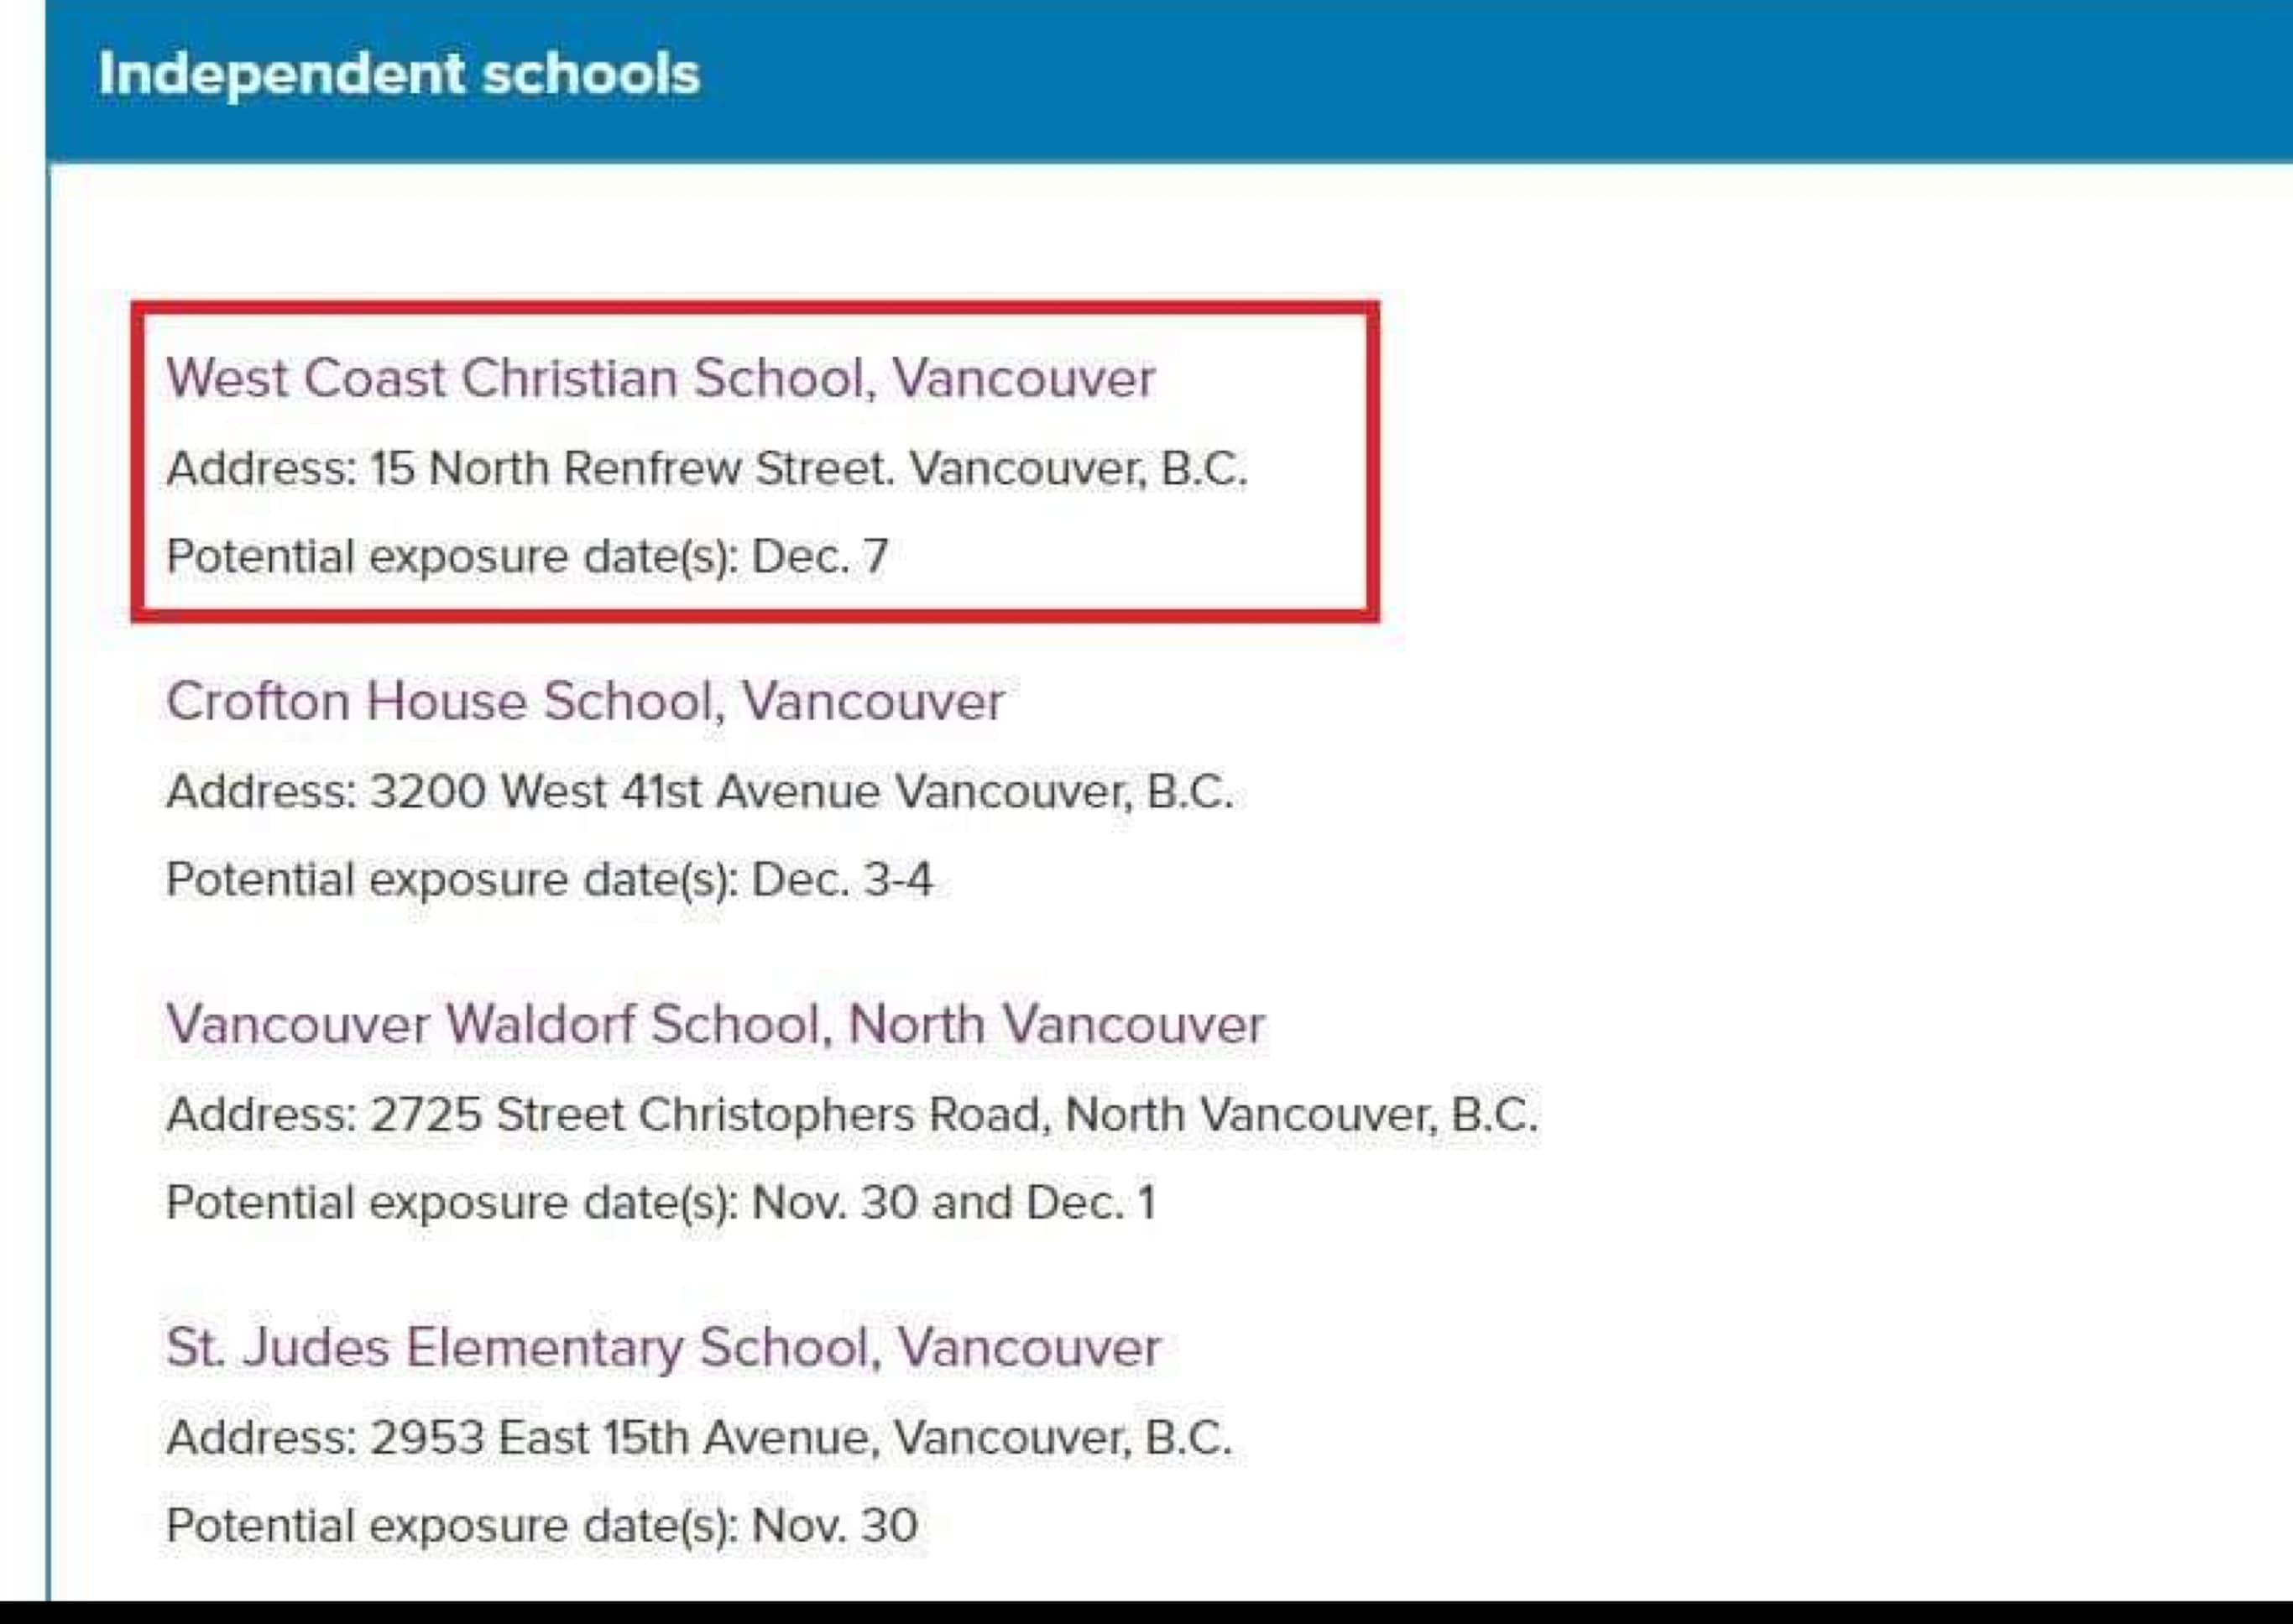 Independent schools
West Coast Christian School, Vancouver
Address: 15 North Renfrew Street. Vancouver, B.C.
Potential exposure date(s): Dec. 7
Crofton House School, Vancouver
Address: 3200 West 41st Avenue Vancouver, B.C.
Potential exposure date(s): Dec. 3-4
Vancouver Waldorf School, North Vancouver
Address: 2725 Street Christophers Road, North Vancouver, B.C.
Potential exposure date(s): Nov. 30 and Dec. 1
St. Judes Elementary School, Vancouver
Address: 2953 East 15th Avenue, Vancouver, B.C.
Potential exposure date(s): Nov. 30